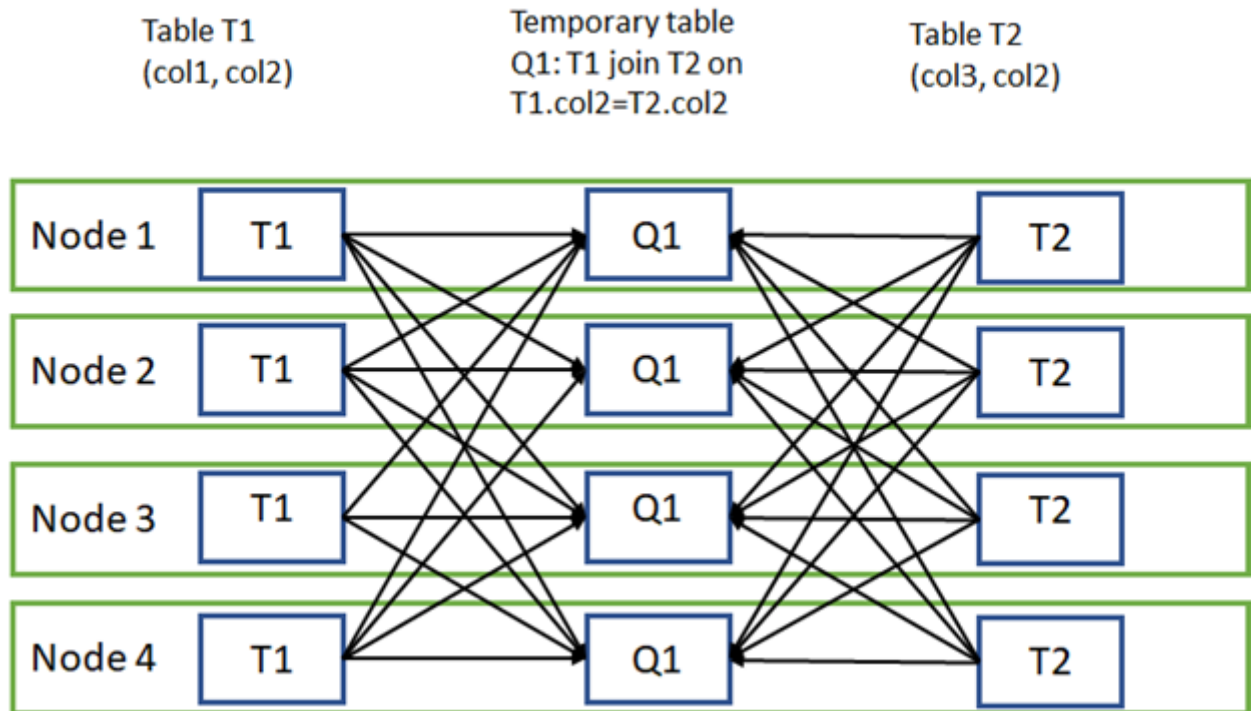 Table T1
(col1, col2)
Temporary table
Q1: T1 join T2 on
T1.col2=T2.col2
Table T2
(col3, col2)
Node 1 T1 Q1 T2
Node 2 T1 Q1 T2
Node 3 T1 Q1 T2
Node 4 T1 Q1 T2